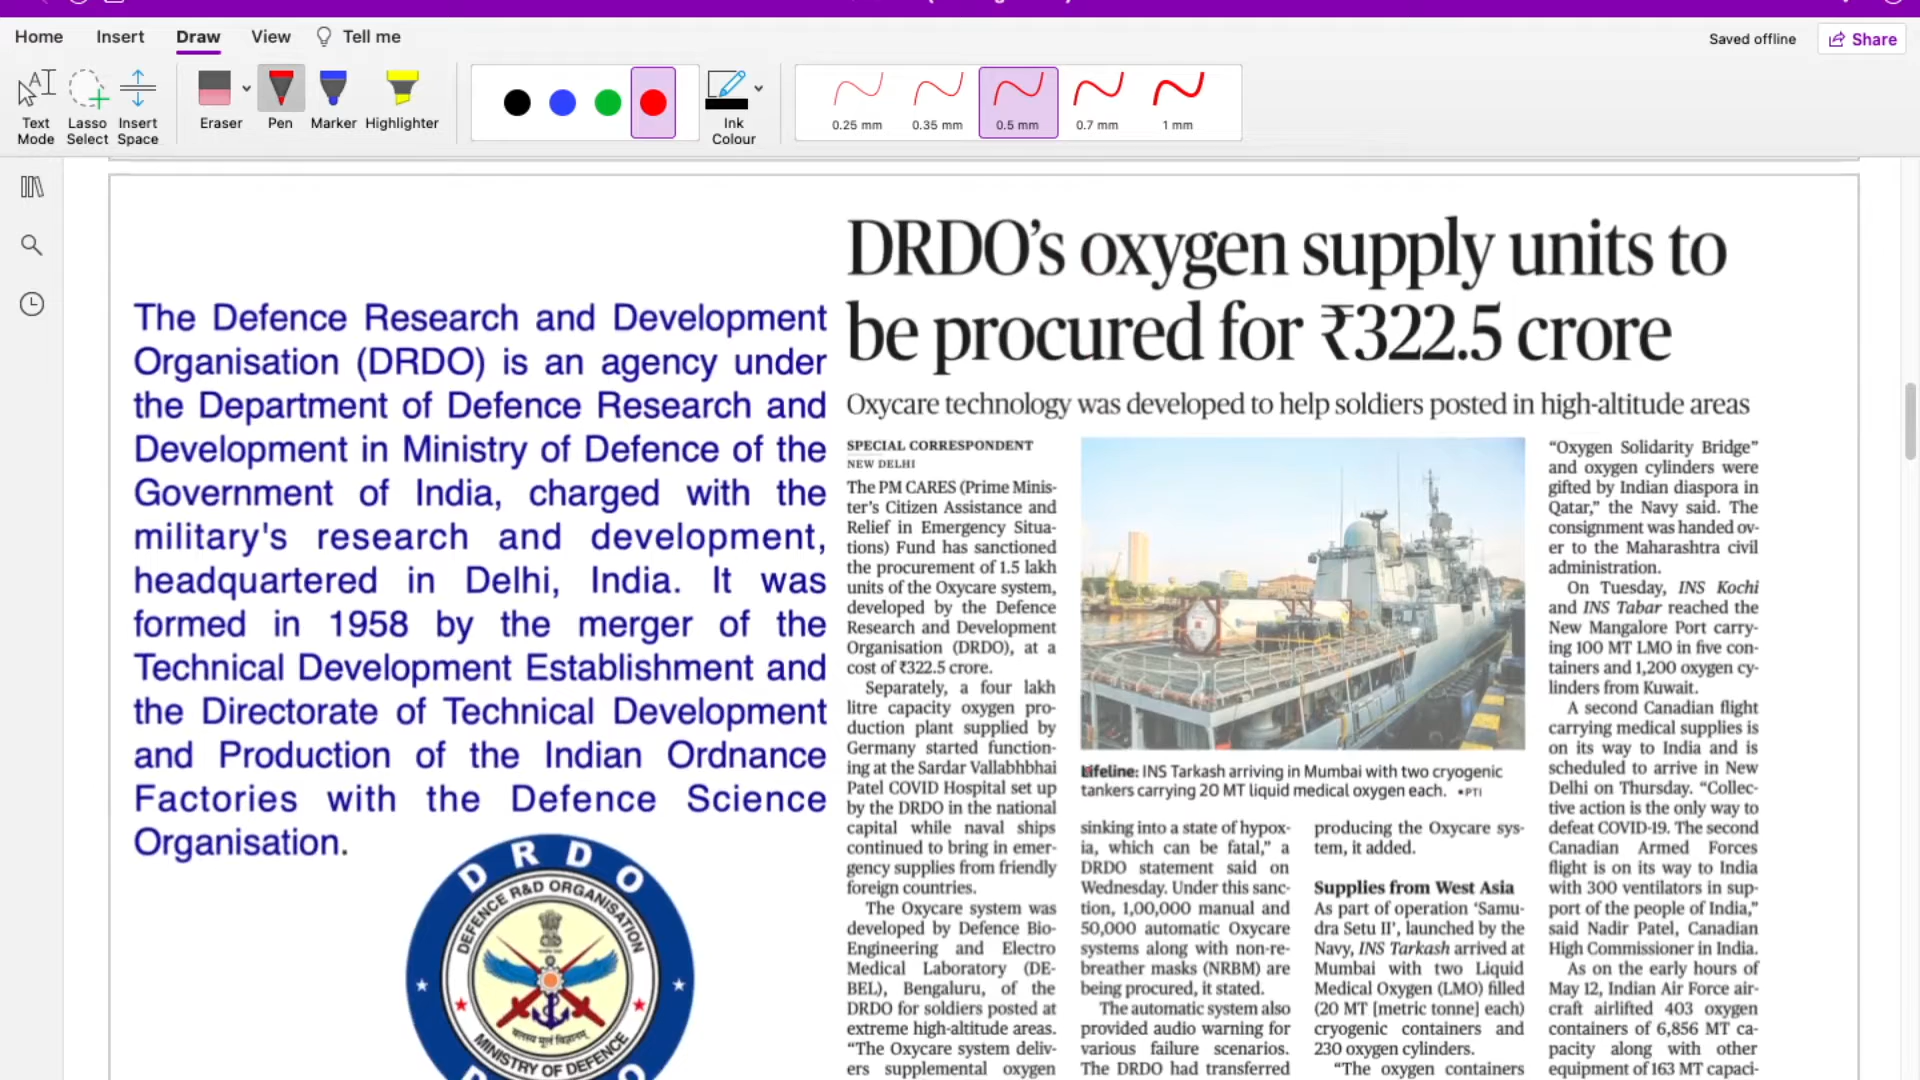 Home Insert Draw View Tell me
Saved offline Share
Text Mode
Lasso Select
Insert Space
Eraser
Pen
Marker
Highlighter
Ink Colour
0.25 mm
0.35 mm
0.5 mm
0.7 mm
1 mm
The Defence Research and Development
Organisation (DRDO) is an agency under
the Department of Defence Research and
Development in Ministry of Defence of the
Government of India, charged with the
military's research and development,
headquartered in Delhi, India. It was
formed in 1958 by the merger of the
Technical Development Establishment and
the Directorate of Technical Development
and Production of the Indian Ordnance
Factories with the Defence Science
Organisation.
DRDO
DEFENCE R&D ORGANISATION
बलस्य मूलं विज्ञानम्
MINISTRY OF DEFENCE
DRDO's oxygen supply units to
be procured for ₹322.5 crore
Oxycare technology was developed to help soldiers posted in high-altitude areas
SPECIAL CORRESPONDENT
NEW DELHI
The PM CARES (Prime Minis-
ter's Citizen Assistance and
Relief in Emergency Situa-
tions) Fund has sanctioned
the procurement of 1.5 lakh
units of the Oxycare system,
developed by the Defence
Research and Development
Organisation (DRDO), at a
cost of ₹322.5 crore.
Separately, a four lakh
litre capacity oxygen pro-
duction plant supplied by
Germany started function-
ing at the Sardar Vallabhbhai
Patel COVID Hospital set up
by the DRDO in the national
capital while naval ships
continued to bring in emer-
gency supplies from friendly
foreign countries.
The Oxycare system was
developed by Defence Bio-
Engineering and Electro
Medical Laboratory (DE-
BEL), Bengaluru, of the
DRDO for soldiers posted at
extreme high-altitude areas.
"The Oxycare system deliv-
ers supplemental oxygen
Lifeline: INS Tarkash arriving in Mumbai with two cryogenic
tankers carrying 20 MT liquid medical oxygen each. •PTI
sinking into a state of hypox-
ia, which can be fatal," a
DRDO statement said on
Wednesday. Under this sanc-
tion, 1,00,000 manual and
50,000 automatic Oxycare
systems along with non-re-
breather masks (NRBM) are
being procured, it stated.
The automatic system also
provided audio warning for
various failure scenarios.
The DRDO had transferred
producing the Oxycare sys-
tem, it added.
Supplies from West Asia
As part of operation 'Samu-
dra Setu II', launched by the
Navy, INS Tarkash arrived at
Mumbai with two Liquid
Medical Oxygen (LMO) filled
(20 MT [metric tonne] each)
cryogenic containers and
230 oxygen cylinders.
"The oxygen containers
"Oxygen Solidarity Bridge"
and oxygen cylinders were
gifted by Indian diaspora in
Qatar," the Navy said. The
consignment was handed ov-
er to the Maharashtra civil
administration.
On Tuesday, INS Kochi
and INS Tabar reached the
New Mangalore Port carry-
ing 100 MT LMO in five con-
tainers and 1,200 oxygen cy-
linders from Kuwait.
A second Canadian flight
carrying medical supplies is
on its way to India and is
scheduled to arrive in New
Delhi on Thursday. "Collec-
tive action is the only way to
defeat COVID-19. The second
Canadian Armed Forces
flight is on its way to India
with 300 ventilators in sup-
port of the people of India,"
said Nadir Patel, Canadian
High Commissioner in India.
As on the early hours of
May 12, Indian Air Force air-
craft airlifted 403 oxygen
containers of 6,856 MT ca-
pacity along with other
equipment of 163 MT capaci-